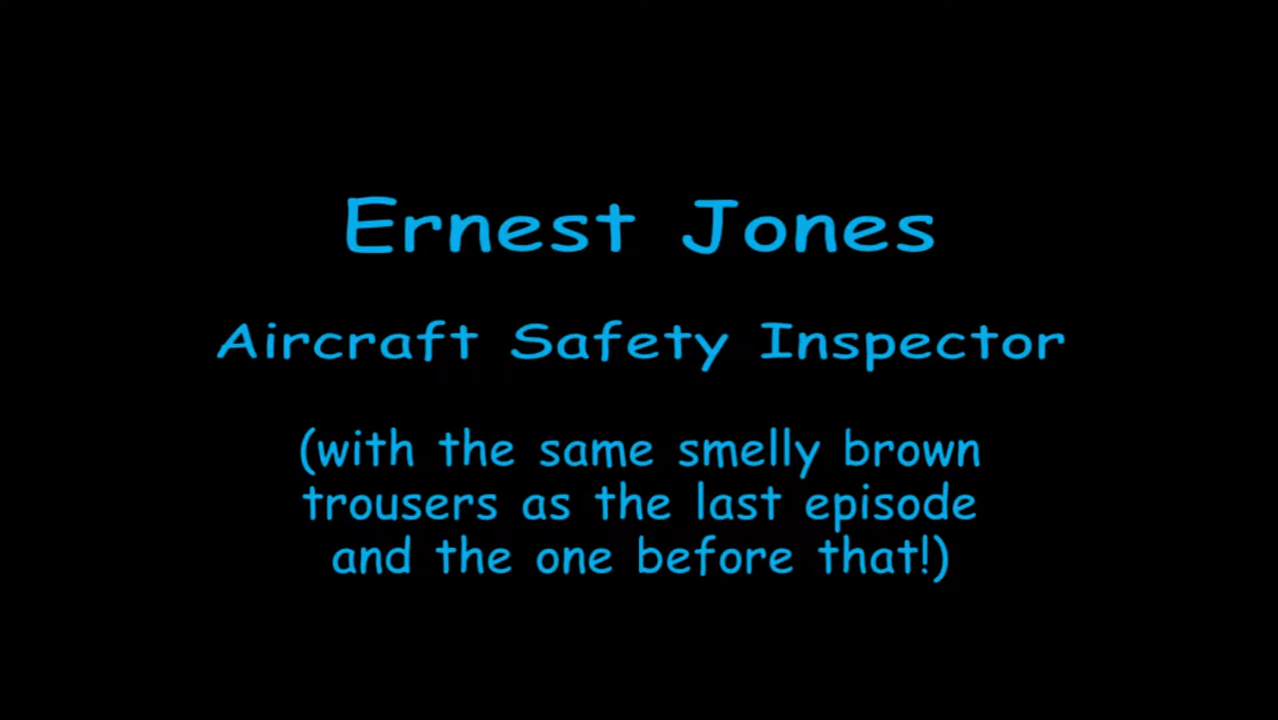 Ernest Jones
Aircraft Safety Inspector
(with the same smelly brown
trousers as the last episode
and the one before that!)